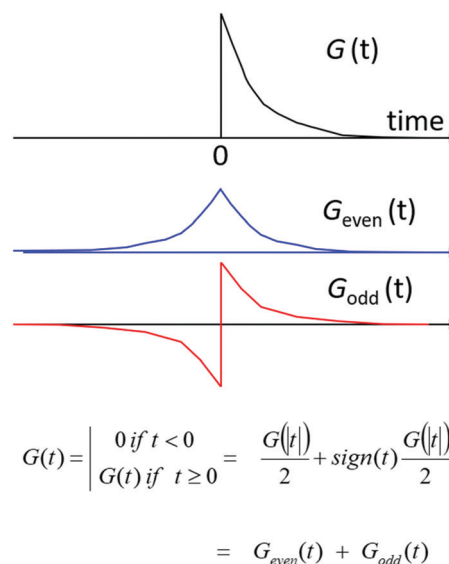 G (t)
time
0
G_even (t)
G_odd (t)
G(t) = | 0 if t < 0
G(t) if t ≥ 0 = G(|t|)/2 + sign(t) G(|t|)/2
= G_even(t) + G_odd(t)